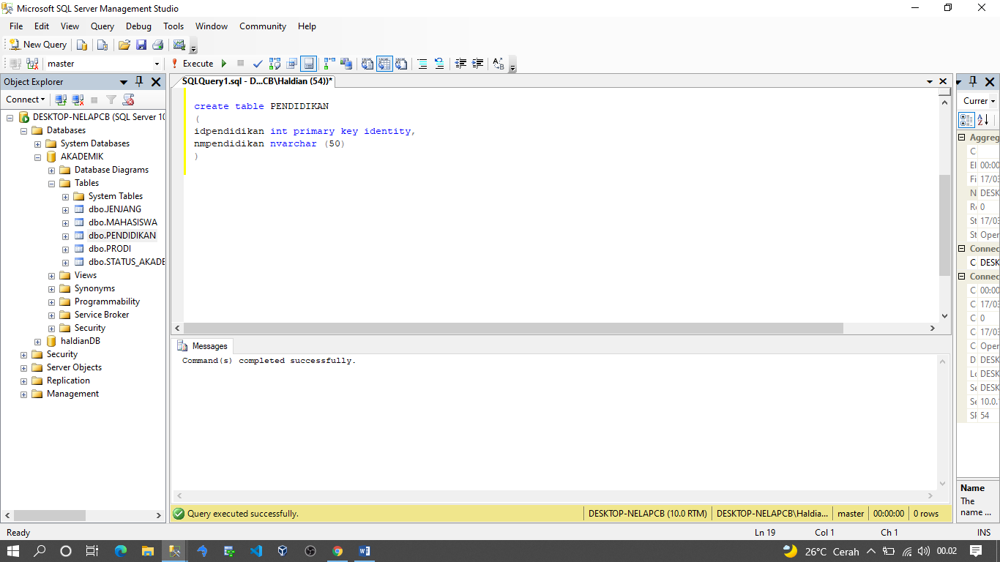 Microsoft SQL Server Management Studio
File Edit View Query Debug Tools Window Community Help
New Query
master Execute
Object Explorer
Connect
DESKTOP-NELAPCB (SQL Server 10
Databases
System Databases
AKADEMIK
Database Diagrams
Tables
System Tables
dbo.JENJANG
dbo.MAHASISWA
dbo.PENDIDIKAN
dbo.PRODI
dbo.STATUS_AKADE
Views
Synonyms
Programmability
Service Broker
Security
haldianDB
Security
Server Objects
Replication
Management
SQLQuery1.sql - D...CB\Haldian (54))*
create table PENDIDIKAN
(
idpendidikan int primary key identity,
nmpendidikan nvarchar (50)
)
Messages
Command(s) completed successfully.
Query executed successfully. DESKTOP-NELAPCB (10.0 RTM) DESKTOP-NELAPCB\Haldia... master 00:00:00 0 rows
Currer
Aggreg
C
El 00:00
Fi 17/03
N DESK
Re 0
St 17/03
St Oper
Connec
C DESK
Connec
C 00:00
C 17/03
C 0
C 17/03
C Oper
D DESK
Lo DESK
Se DESK
Se 10.0.
SP 54
Name
The
name ...
Ready Ln 19 Col 1 Ch 1 INS
26°C Cerah 00.02